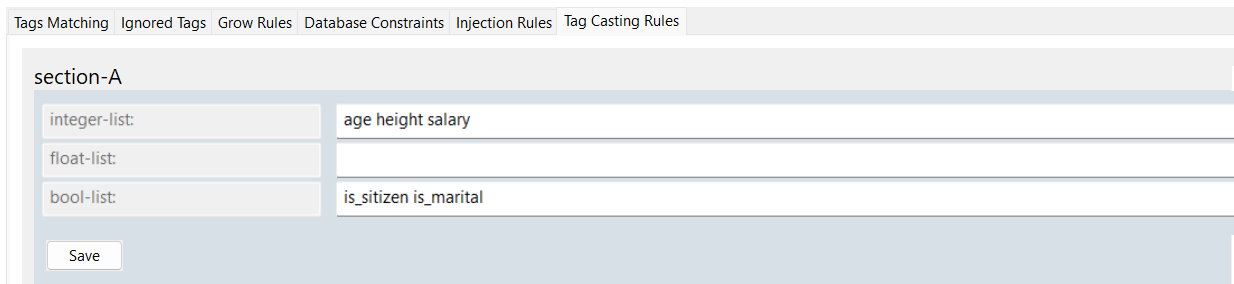 Tags Matching Ignored Tags Grow Rules Database Constraints Injection Rules Tag Casting Rules
section-A
integer-list: age height salary
float-list:
bool-list: is_sitizen is_marital
Save